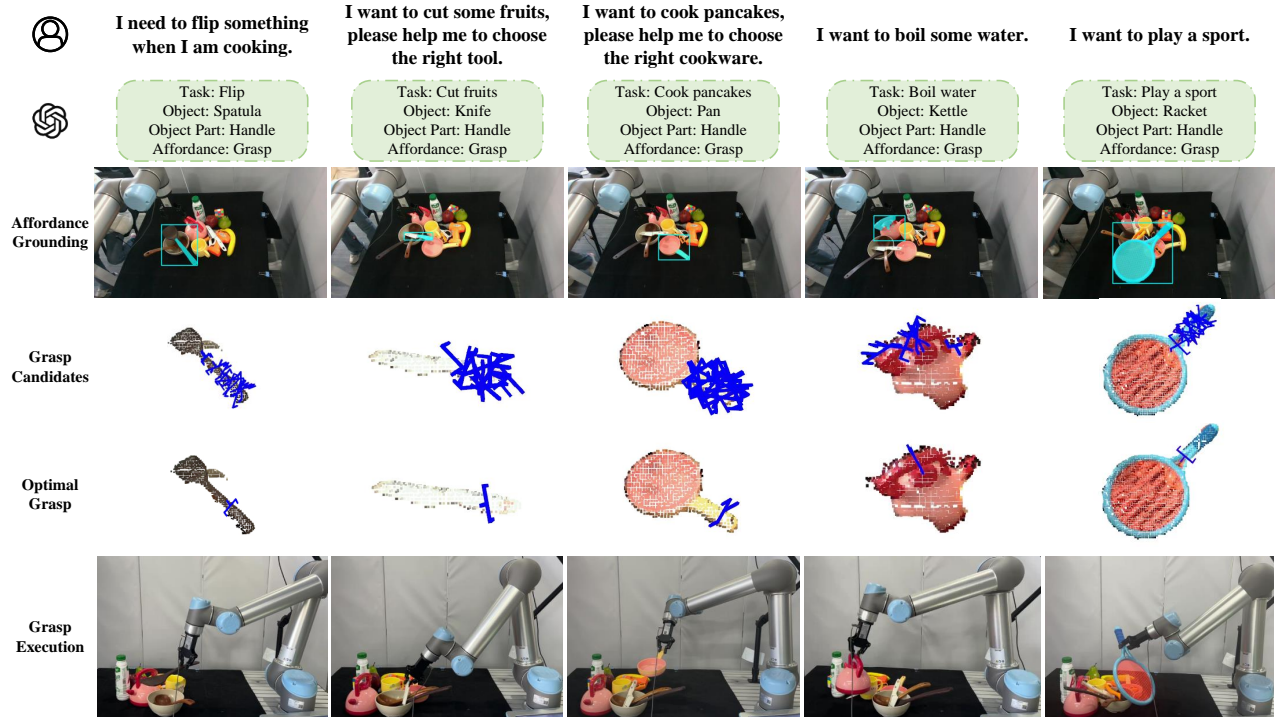 I need to flip something
when I am cooking.
I want to cut some fruits,
please help me to choose
the right tool.
I want to cook pancakes,
please help me to choose
the right cookware.
I want to boil some water.
I want to play a sport.
Task: Flip
Object: Spatula
Object Part: Handle
Affordance: Grasp
Task: Cut fruits
Object: Knife
Object Part: Handle
Affordance: Grasp
Task: Cook pancakes
Object: Pan
Object Part: Handle
Affordance: Grasp
Task: Boil water
Object: Kettle
Object Part: Handle
Affordance: Grasp
Task: Play a sport
Object: Racket
Object Part: Handle
Affordance: Grasp
Affordance
Grounding
Grasp
Candidates
Optimal
Grasp
Grasp
Execution